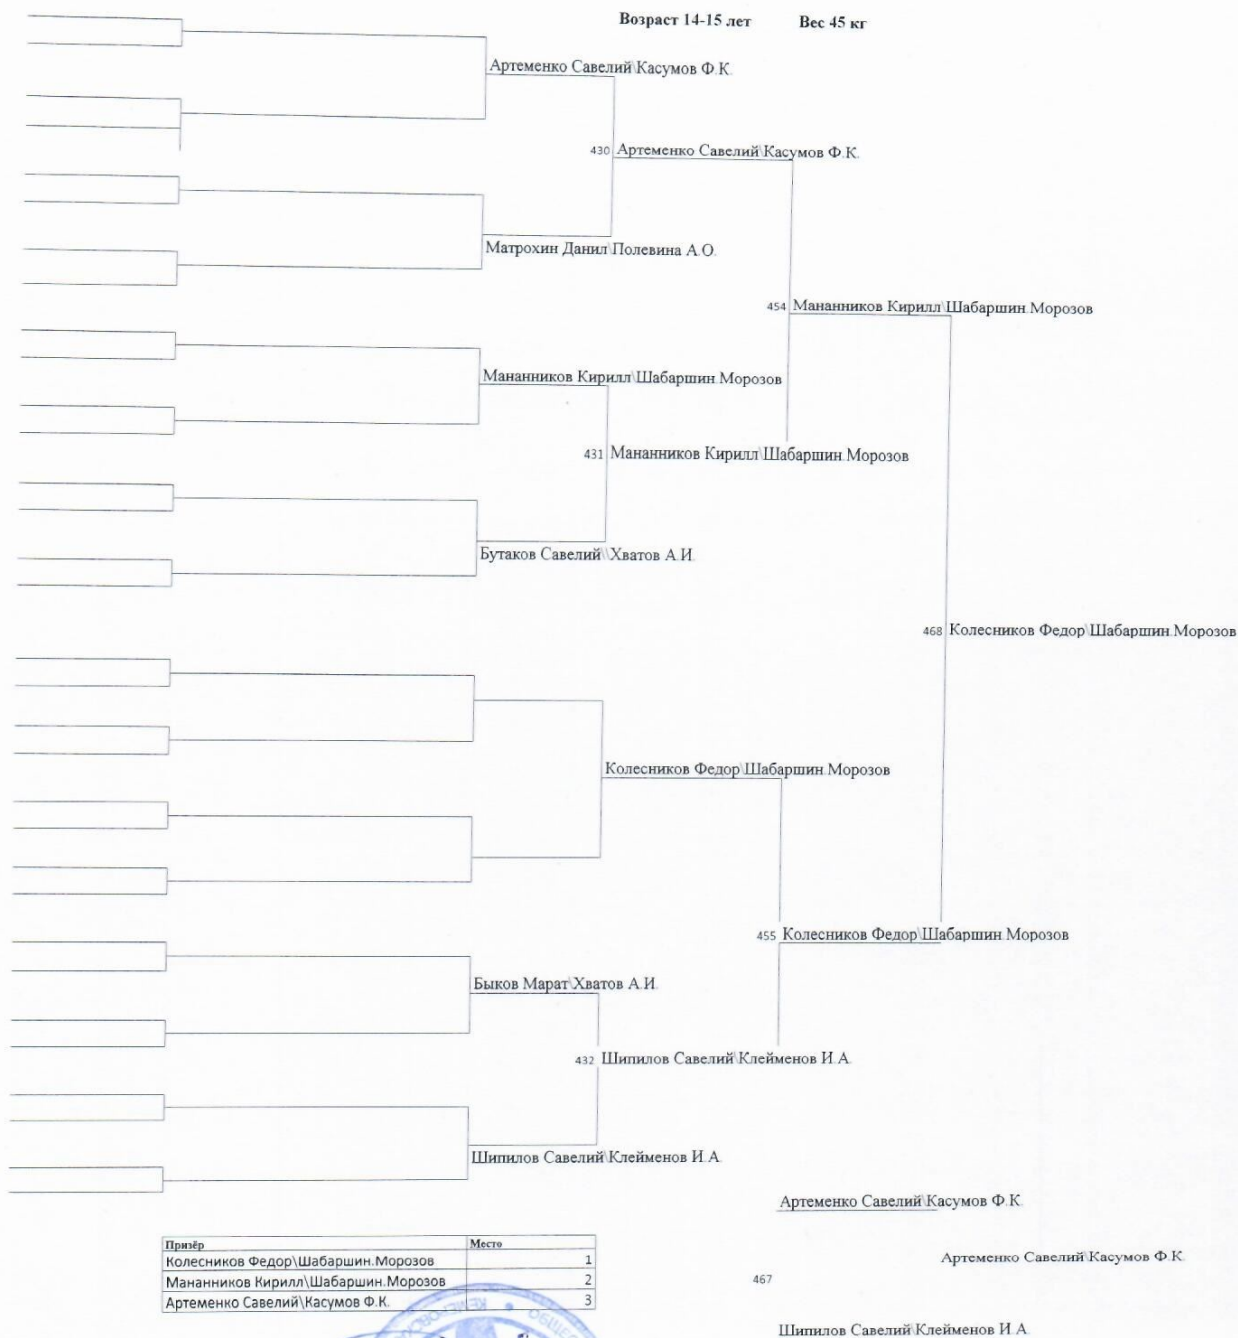 Возраст 14-15 лет Вес 45 кг
Артеменко Савелий\Касумов Ф.К.
430 Артеменко Савелий\Касумов Ф.К.
Матрохин Данил\Полевина А.О.
454 Мананников Кирилл\Шабаршин.Морозов
Мананников Кирилл\Шабаршин.Морозов
431 Мананников Кирилл\Шабаршин.Морозов
Бутаков Савелий\\Хватов А.И.
468 Колесников Федор\Шабаршин.Морозов
Колесников Федор\Шабаршин.Морозов
455 Колесников Федор\Шабаршин.Морозов
Быков Марат\Хватов А.И.
432 Шипилов Савелий\Клейменов И.А.
Шипилов Савелий\Клейменов И.А.
Артеменко Савелий\Касумов Ф.К.
Артеменко Савелий\Касумов Ф.К.
467
Шипилов Савелий\Клейменов И.А.
Призёр Место
Колесников Федор\Шабаршин.Морозов 1
Мананников Кирилл\Шабаршин.Морозов 2
Артеменко Савелий\Касумов Ф.К. 3